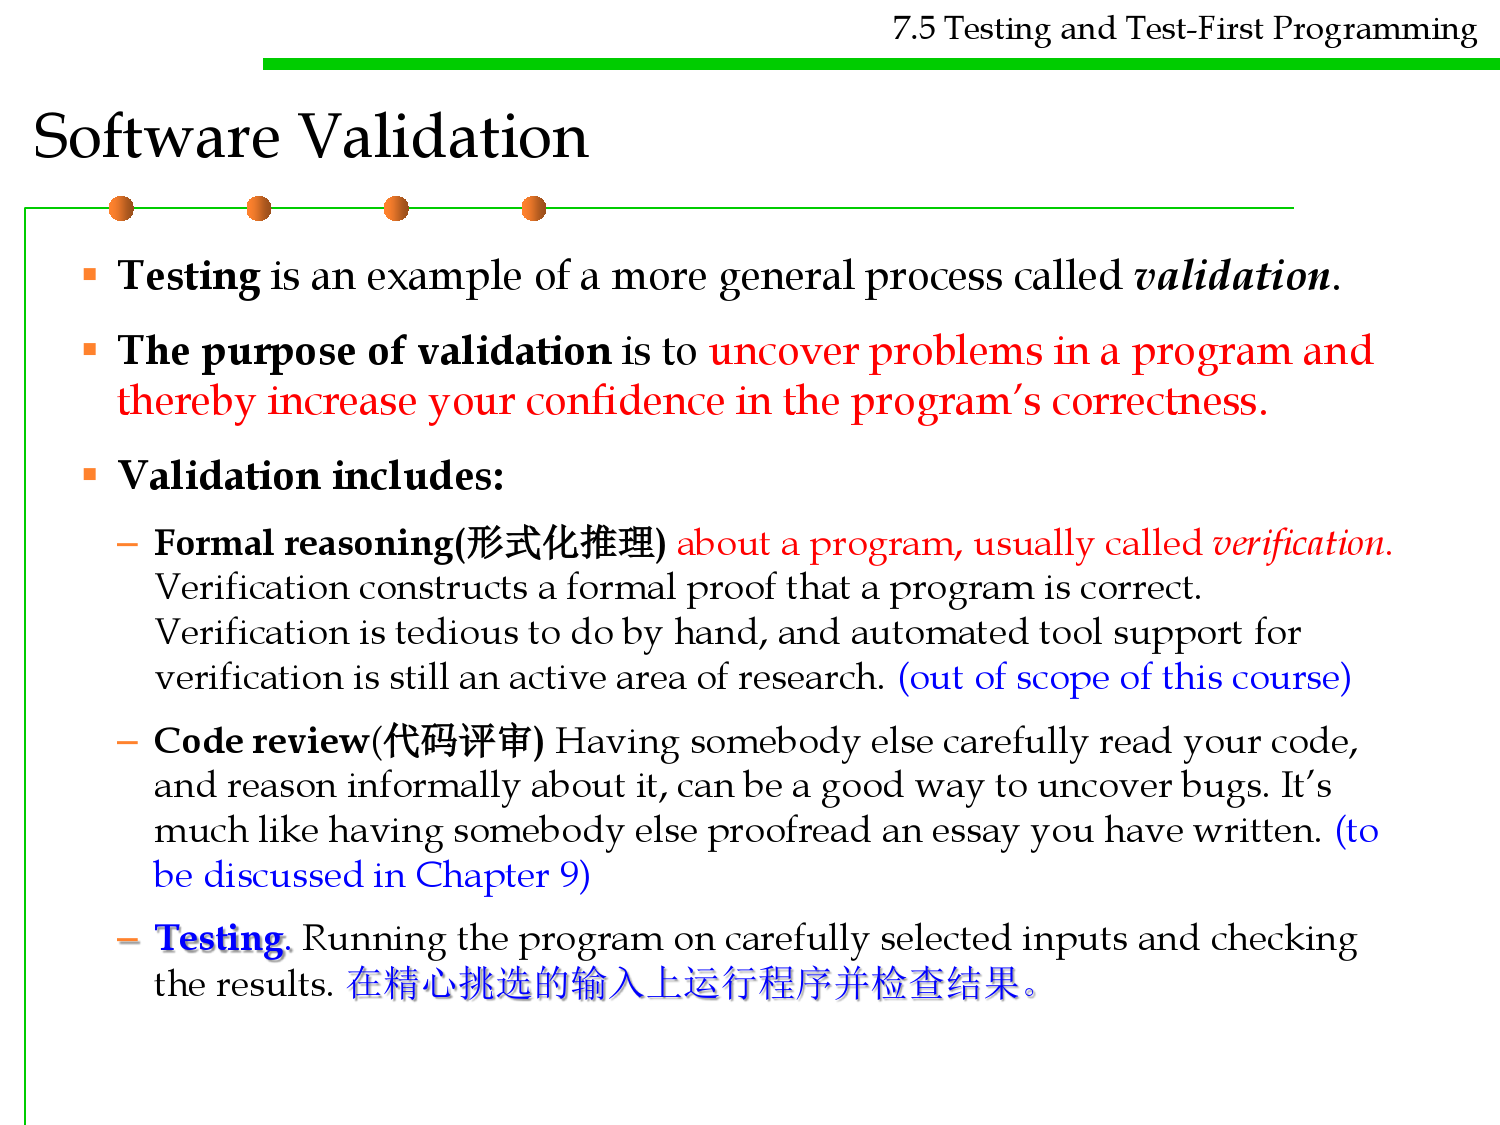 7.5 Testing and Test-First Programming
Software Validation
Testing is an example of a more general process called validation.
The purpose of validation is to uncover problems in a program and
thereby increase your confidence in the program’s correctness.
Validation includes:
– Formal reasoning(形式化推理) about a program, usually called verification.
Verification constructs a formal proof that a program is correct.
Verification is tedious to do by hand, and automated tool support for
verification is still an active area of research. (out of scope of this course)
– Code review(代码评审) Having somebody else carefully read your code,
and reason informally about it, can be a good way to uncover bugs. It’s
much like having somebody else proofread an essay you have written. (to
be discussed in Chapter 9)
– Testing. Running the program on carefully selected inputs and checking
the results. 在精心挑选的输入上运行程序并检查结果。